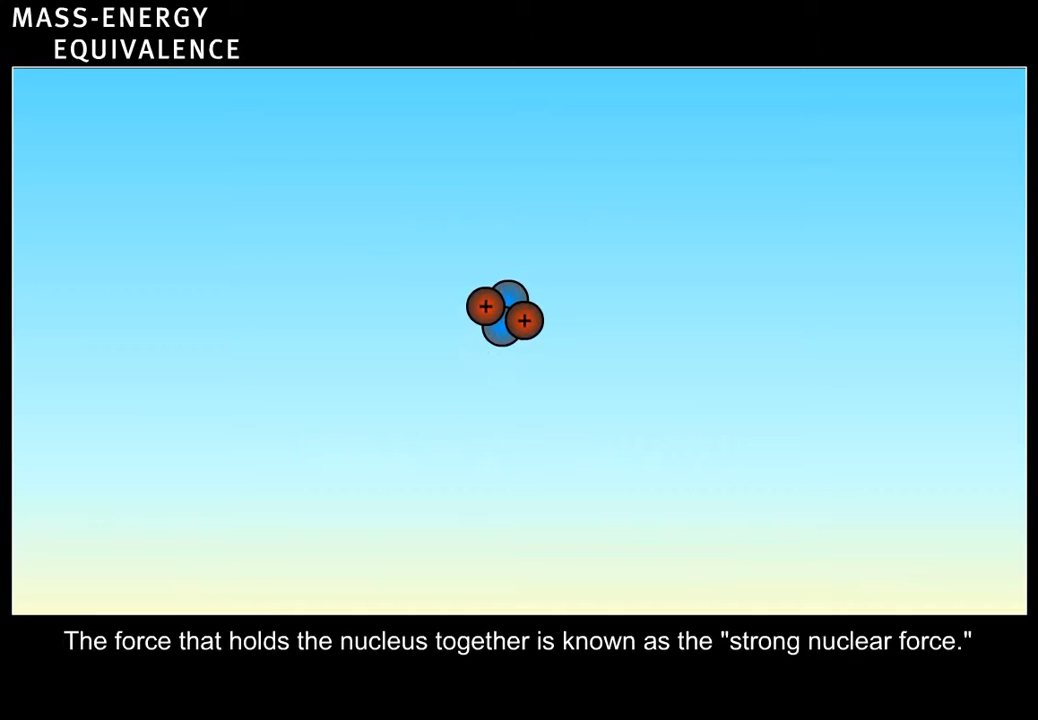 MASS-ENERGY
EQUIVALENCE
+
+
The force that holds the nucleus together is known as the "strong nuclear force."